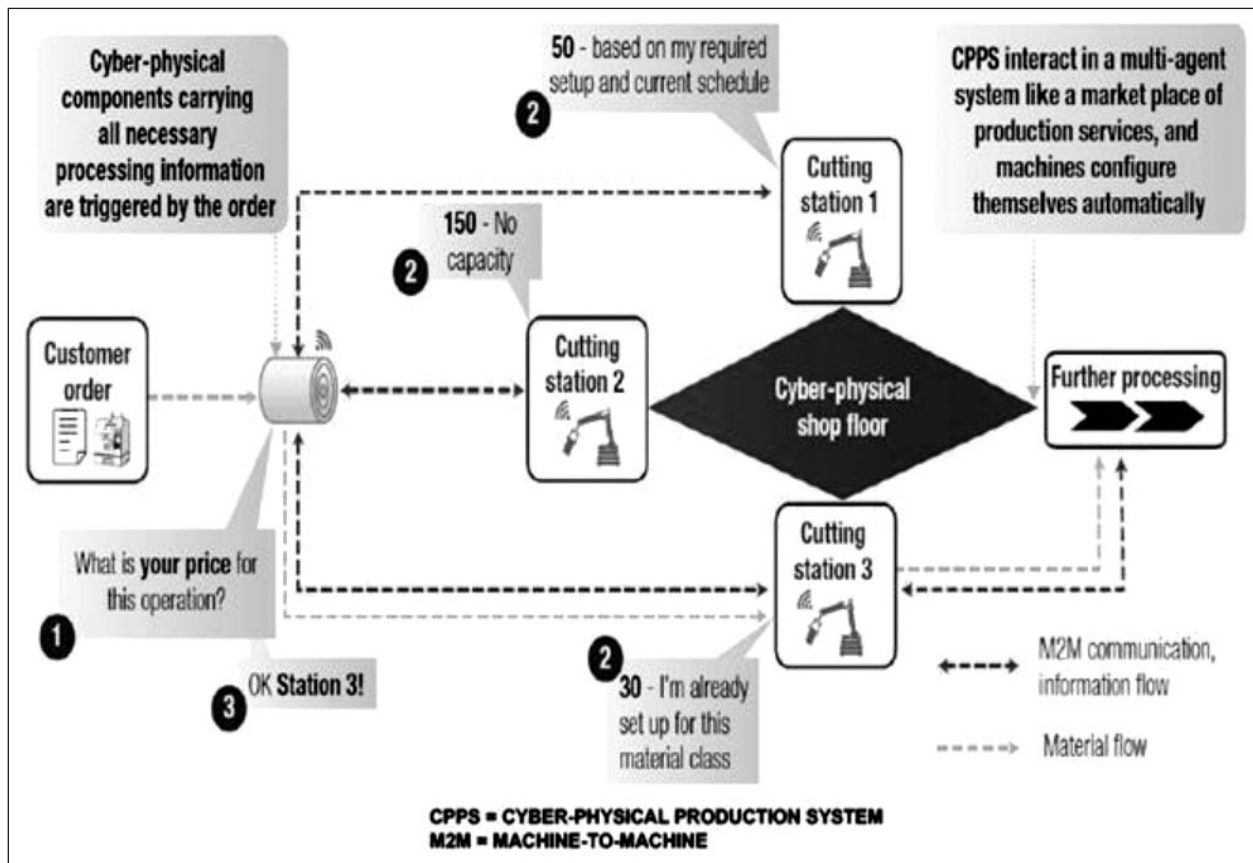 Cyber-physical
components carrying
all necessary
processing information
are triggered by the order
50 - based on my required
setup and current schedule
2
CPPS interact in a multi-agent
system like a market place of
production services, and
machines configure
themselves automatically
Cutting
station 1
150 - No
capacity
2
Customer
order
Cutting
station 2
Cyber-physical
shop floor
Further processing
What is your price for
this operation?
1
OK Station 3!
3
Cutting
station 3
2
30 - I'm already
set up for this
material class
M2M communication,
information flow
Material flow
CPPS = CYBER-PHYSICAL PRODUCTION SYSTEM
M2M = MACHINE-TO-MACHINE